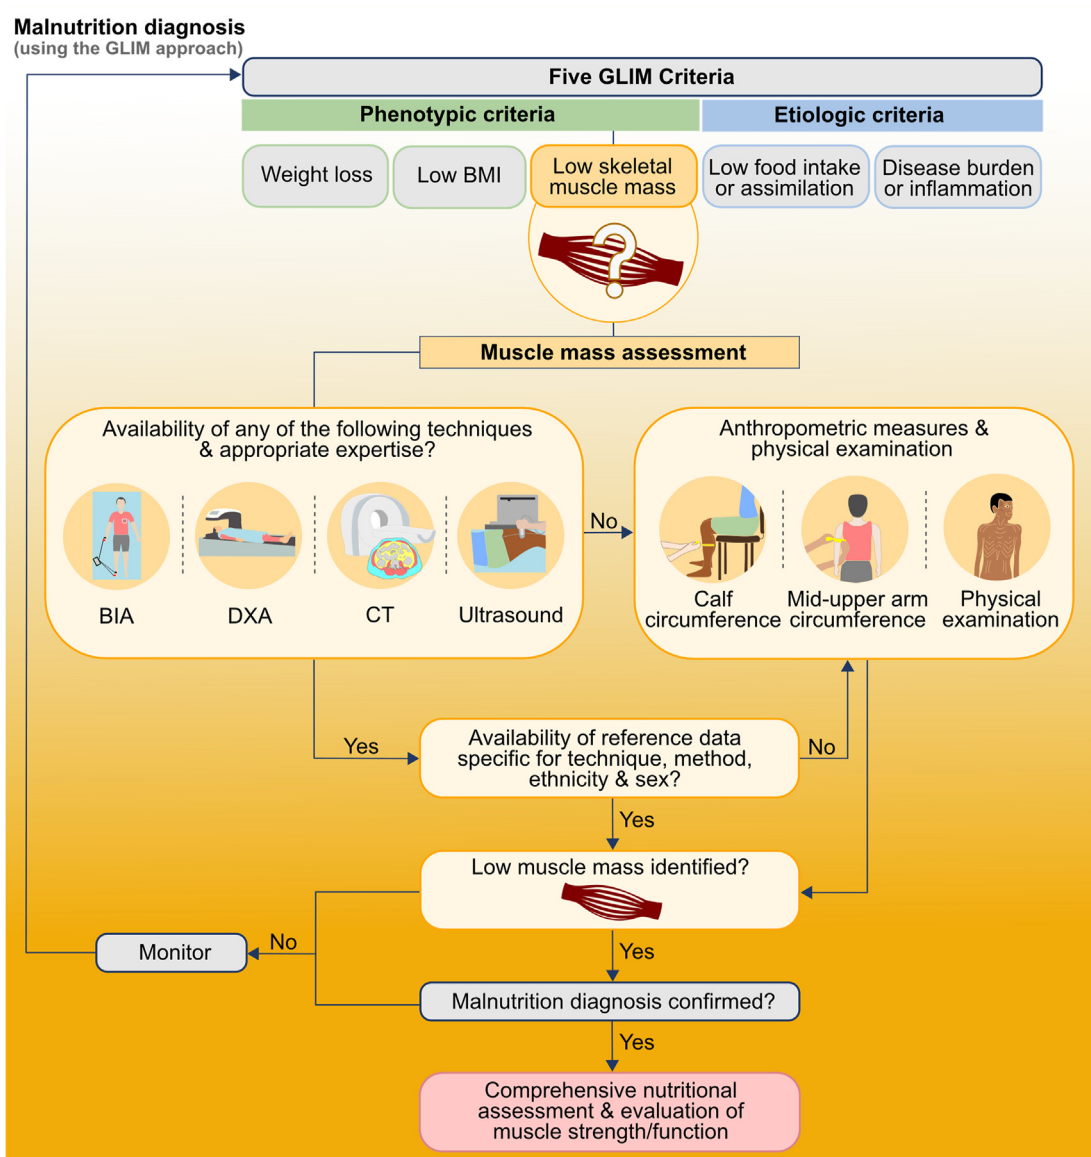 Malnutrition diagnosis
(using the GLIM approach)
Five GLIM Criteria
Phenotypic criteria
Etiologic criteria
Weight loss
Low BMI
Low skeletal
muscle mass
Low food intake
or assimilation
Disease burden
or inflammation
?
Muscle mass assessment
Availability of any of the following techniques
& appropriate expertise?
BIA
DXA
CT
Ultrasound
No
Anthropometric measures &
physical examination
Calf
circumference
Mid-upper arm
circumference
Physical
examination
Yes
Availability of reference data
specific for technique, method,
ethnicity & sex?
No
Yes
Low muscle mass identified?
Monitor
No
Yes
Malnutrition diagnosis confirmed?
Yes
Comprehensive nutritional
assessment & evaluation of
muscle strength/function